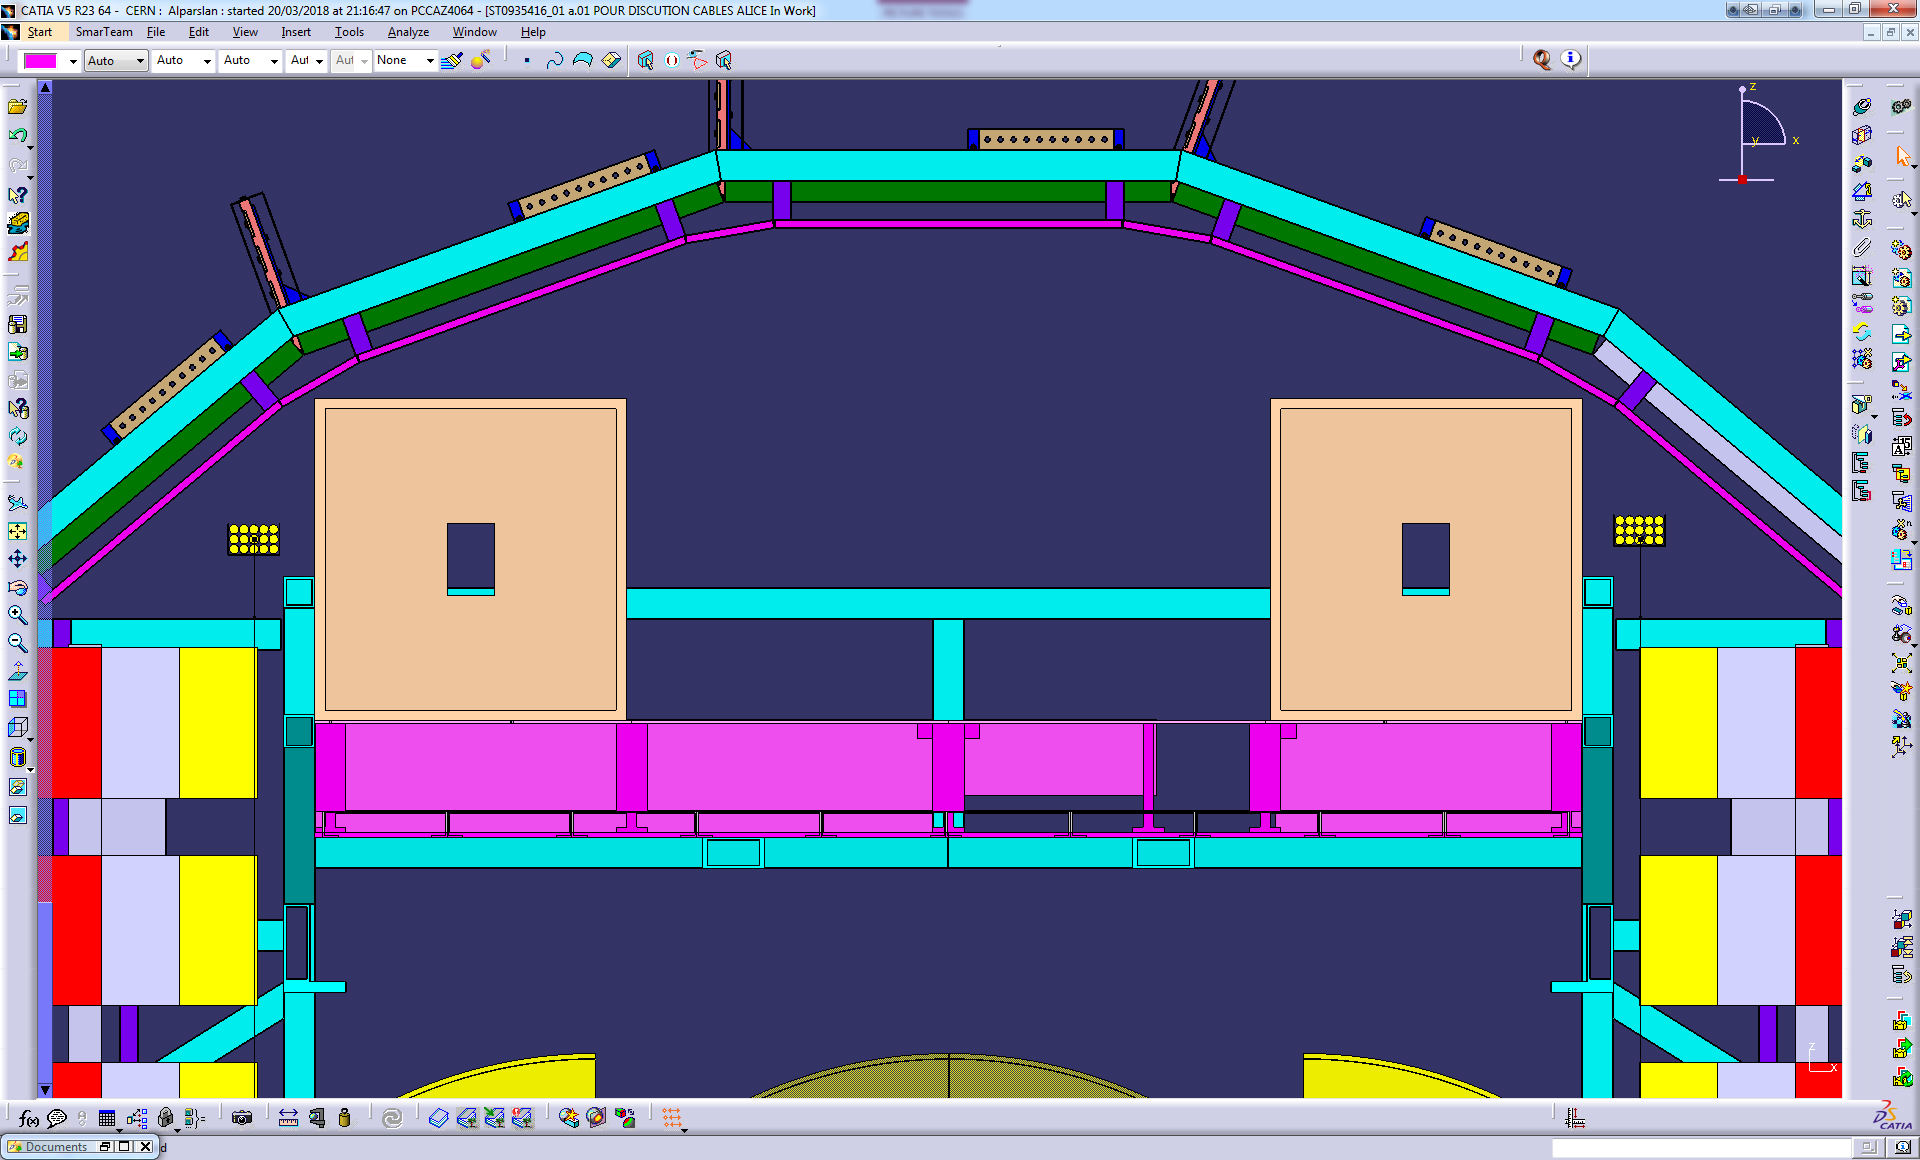 CATIA V5 R23 64 -  CERN :  Alparslan : started 20/03/2018 at 21:16:47 on PCCAZ4064 - [ST0935416_01 a.01 POUR DISCUTION CABLES ALICE In Work]
Start SmarTeam File Edit View Insert Tools Analyze Window Help
Auto Auto Auto Aut Aut None
z
y x
z
x
f(x)
CATIA
Documents d